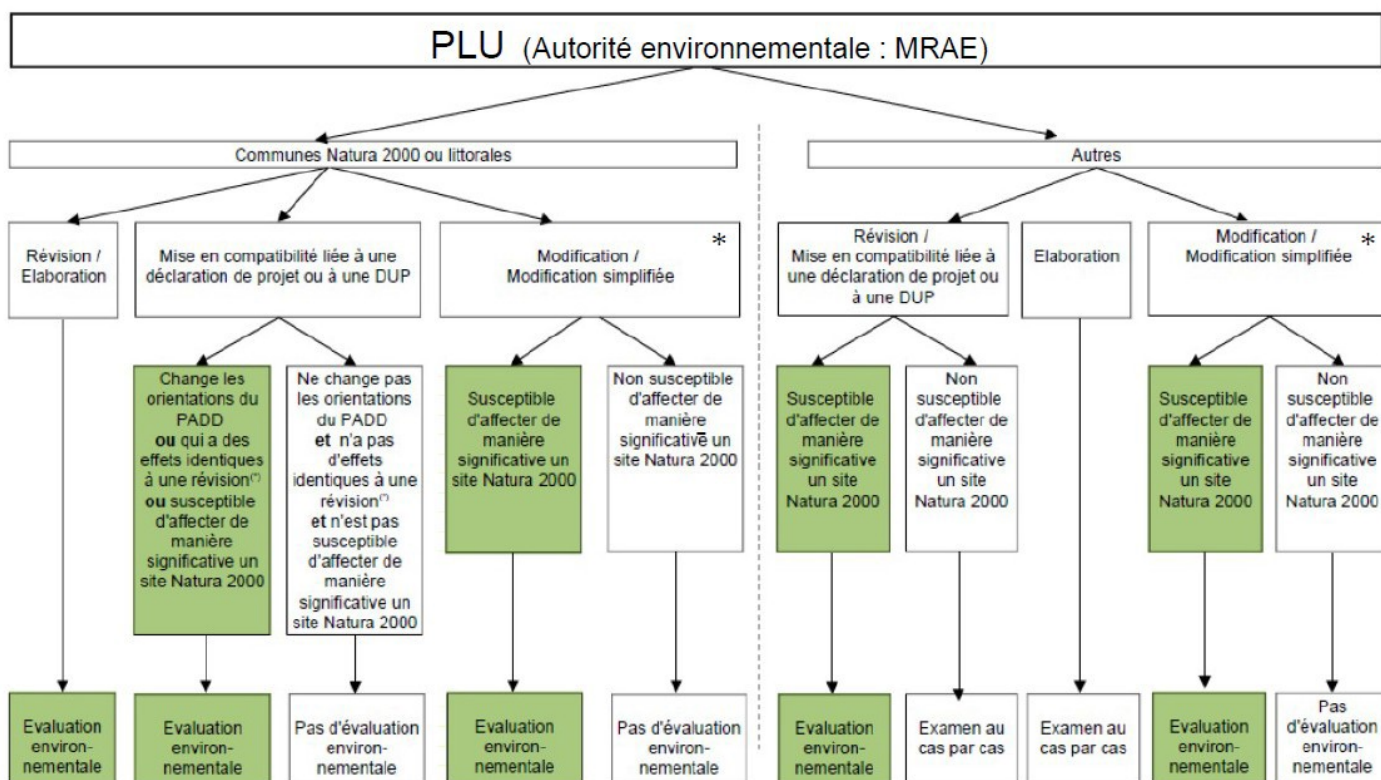 PLU (Autorité environnementale : MRAE)
Communes Natura 2000 ou littorales
Autres
Révision /
Elaboration
Mise en compatibilité liée à une
déclaration de projet ou à une DUP
*
Modification /
Modification simplifiée
Révision /
Mise en compatibilité liée à
une déclaration de projet ou
à une DUP
Elaboration
Modification / *
Modification simplifiée
Change les
orientations du
PADD
ou qui a des
effets identiques
à une révision(*)
ou susceptible
d'affecter de
manière
significative un
site Natura 2000
Ne change pas
les orientations
du PADD
et n'a pas
d'effets
identiques à une
révision(*)
et n'est pas
susceptible
d'affecter de
manière
significative un
site Natura 2000
Susceptible
d'affecter de
manière
significative un
site Natura 2000
Non susceptible
d'affecter de
manière
significative un
site Natura 2000
Susceptible
d'affecter de
manière
significative
un site
Natura 2000
Non
susceptible
d'affecter de
manière
significative
un site
Natura 2000
Susceptible
d'affecter de
manière
significative
un site
Natura 2000
Non
susceptible
d'affecter de
manière
significative
un site
Natura 2000
Evaluation
environ-
nementale
Evaluation
environ-
nementale
Pas d'évaluation
environ-
nementale
Evaluation
environ-
nementale
Pas d'évaluation
environ-
nementale
Evaluation
environ-
nementale
Examen au
cas par cas
Examen au
cas par cas
Evaluation
environ-
nementale
Pas
d'évaluation
environ-
nementale